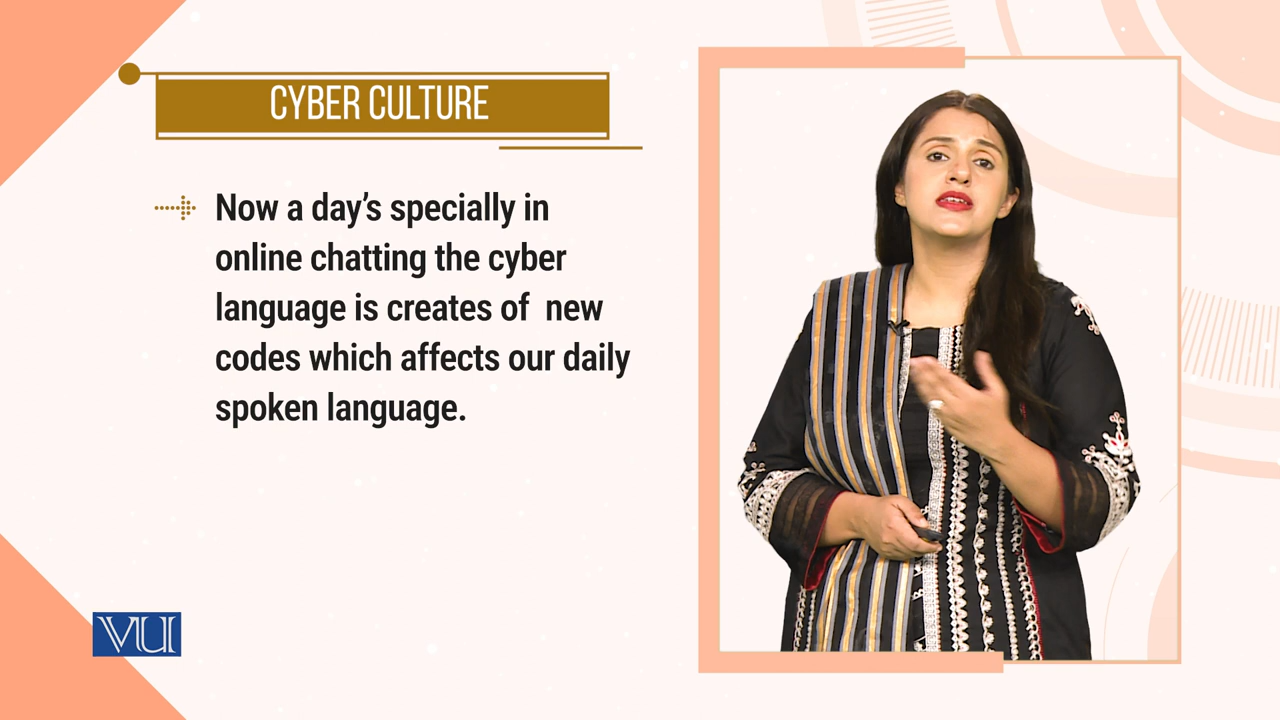 CYBER CULTURE
Now a day's specially in
online chatting the cyber
language is creates of  new
codes which affects our daily
spoken language.
VU